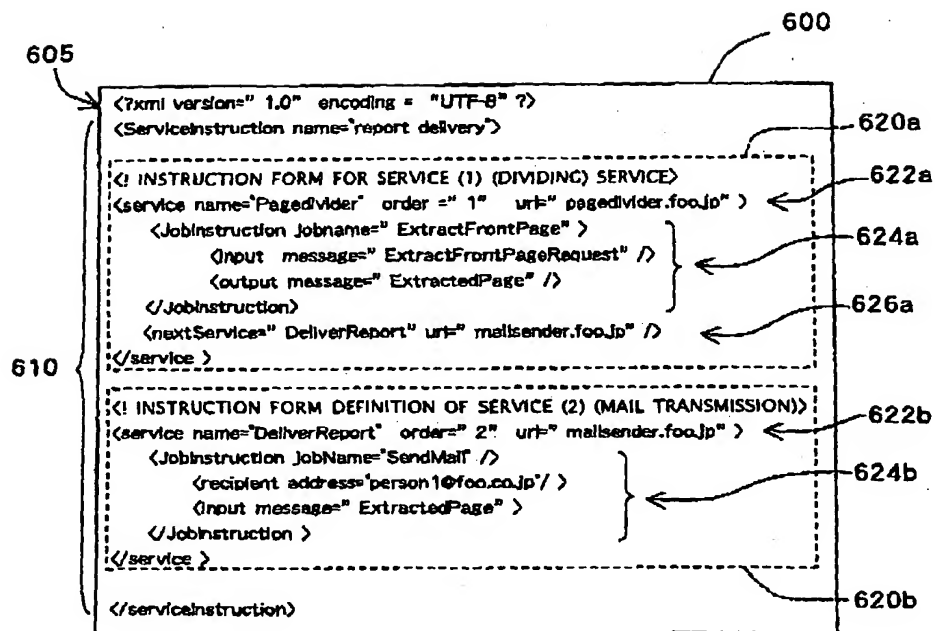 600
605
<?xml version=" 1.0" encoding = "UTF-8" ?>
<ServiceInstruction name="report delivery">
620a
<! INSTRUCTION FORM FOR SERVICE (1) (DIVIDING) SERVICE>
622a
<service name="Pagedivider" order =" 1" url=" pagedivider.foo.jp" >
<JobInstruction Jobname=" ExtractFrontPage" >
624a
<input message=" ExtractFrontPageRequest" />
<output message=" ExtractedPage" />
</JobInstruction>
626a
<nextService=" DeliverReport" url=" mailsender.foo.jp" />
</service >
610
<! INSTRUCTION FORM DEFINITION OF SERVICE (2) (MAIL TRANSMISSION)>
622b
<service name="DeliverReport" order=" 2" url=" mailsender.foo.jp" >
<JobInstruction JobName="SendMail" />
624b
<recipient address="person1@foo.co.jp"/ >
<input message=" ExtractedPage" >
</JobInstruction >
</service >
620b
</serviceInstruction>